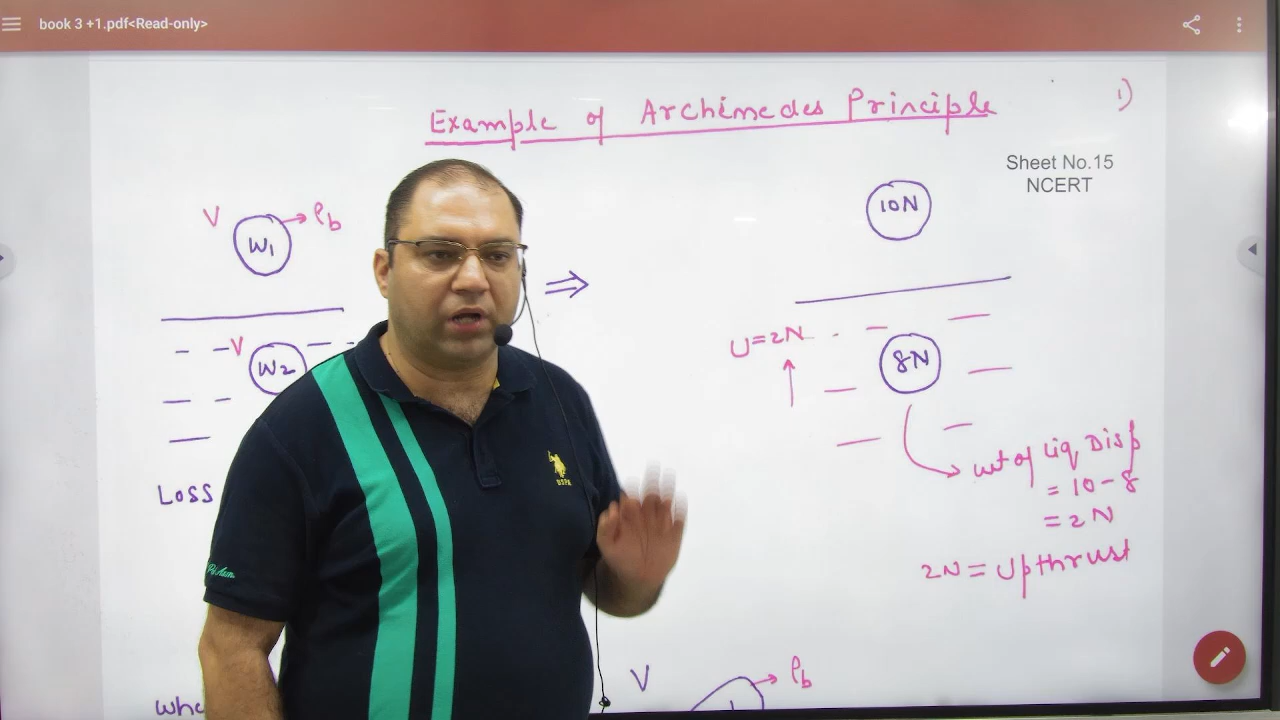 book 3 +1.pdf<Read-only>
Example of Archimedes Principle
1)
Sheet No.15
NCERT
V
W1
ρb
10N
V
W2
U=2N
8N
Loss
wt of Liq Disp
= 10-8
= 2N
2N = Upthrust
USPA
V
ρb